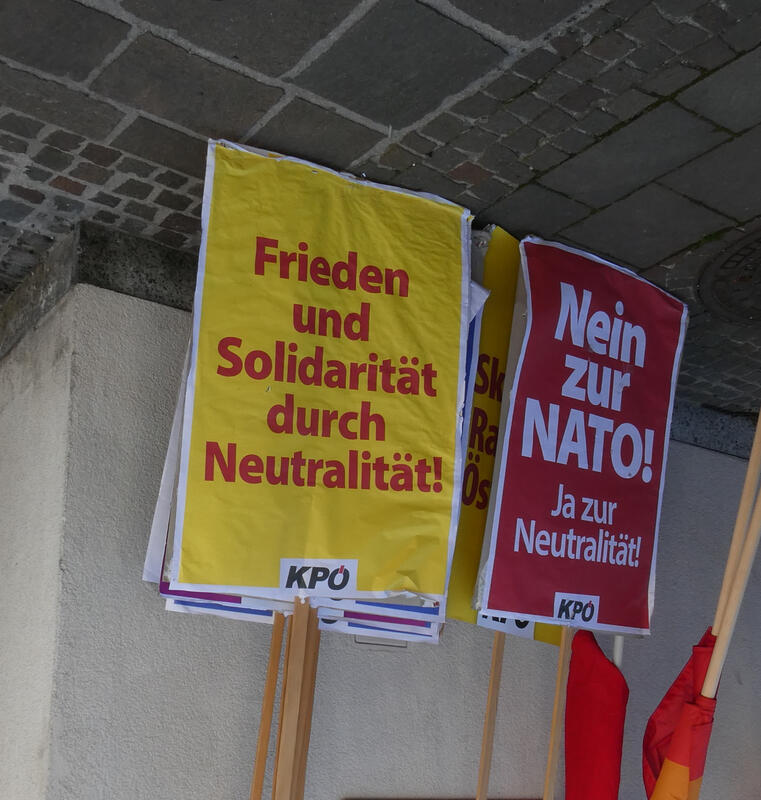 Frieden
und
Solidarität
durch
Neutralität!
KPÖ
Nein
zur
NATO!
Ja zur
Neutralität!
KPÖ